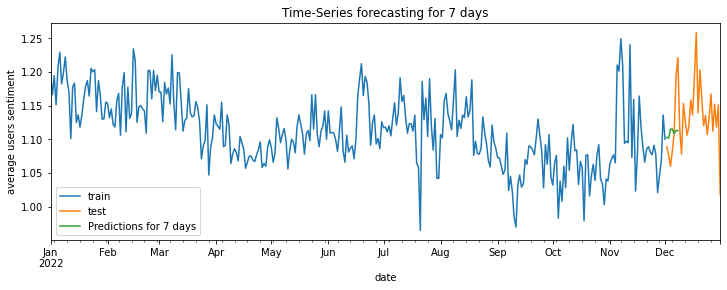 Time-Series forecasting for 7 days
average users sentiment
1.25
1.20
1.15
1.10
1.05
1.00
train
test
Predictions for 7 days
Jan Feb Mar Apr May Jun Jul Aug Sep Oct Nov Dec
2022
date